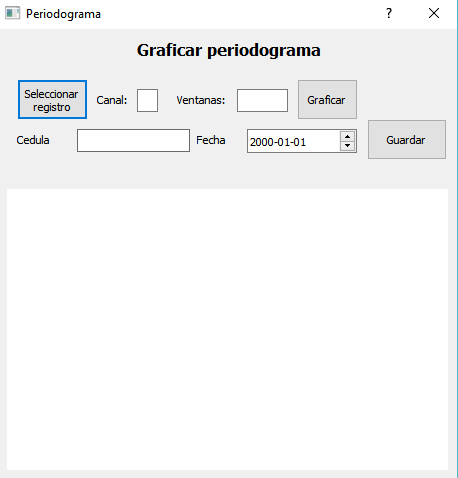 Periodograma
Graficar periodograma
Seleccionar
registro
Canal:
Ventanas:
Graficar
Cedula
Fecha
2000-01-01
Guardar